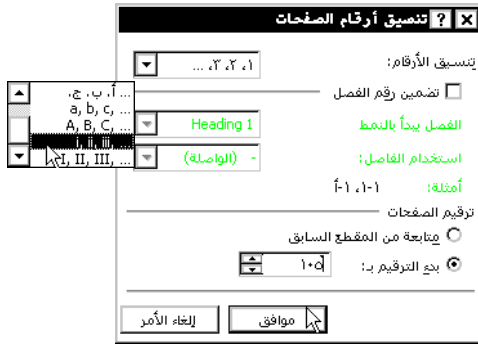 تنسيق أرقام الصفحات
تنسيق الأرقام: ١، ٢، ٣، ...
تضمين رقم الفصل
الفصل يبدأ بالنمط Heading 1
استخدام الفاصل: - (الواصلة)
أمثلة: ١-١، ١-أ
ترقيم الصفحات
متابعة من المقطع السابق
بدء الترقيم بـ: ١٠٥
موافق إلغاء الأمر
أ، ب، ج، ...
a, b, c, ...
A, B, C, ...
I, II, III, ...